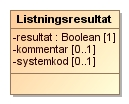 Listningsresultat
-resultat : Boolean [1]
-kommentar [0..1]
-systemkod [0..1]